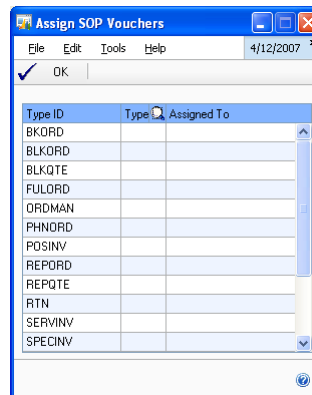 Assign SOP Vouchers
File Edit Tools Help 4/12/2007
OK
Type ID Type Assigned To
BKORD
BLKORD
BLKQTE
FULORD
ORDMAN
PHNORD
POSINV
REPORD
REPQTE
RTN
SERVINV
SPECINV